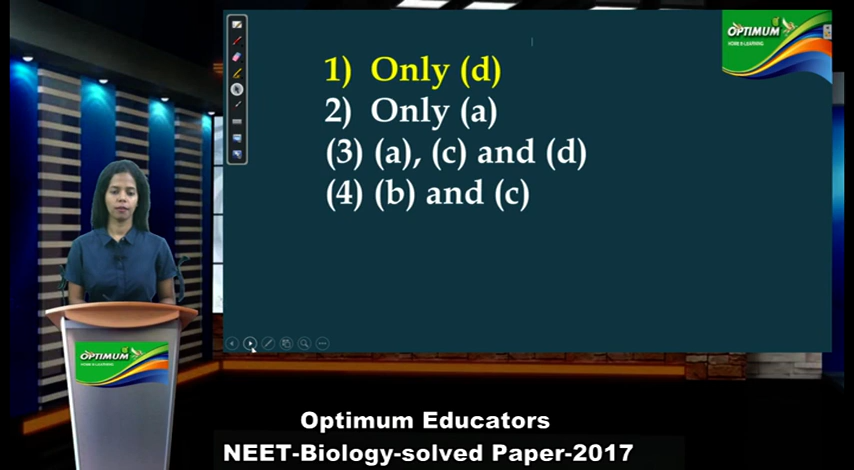 1) Only (d)
2) Only (a)
(3) (a), (c) and (d)
(4) (b) and (c)
OPTIMUM
OPTIMUM
Optimum Educators
NEET-Biology-solved Paper-2017